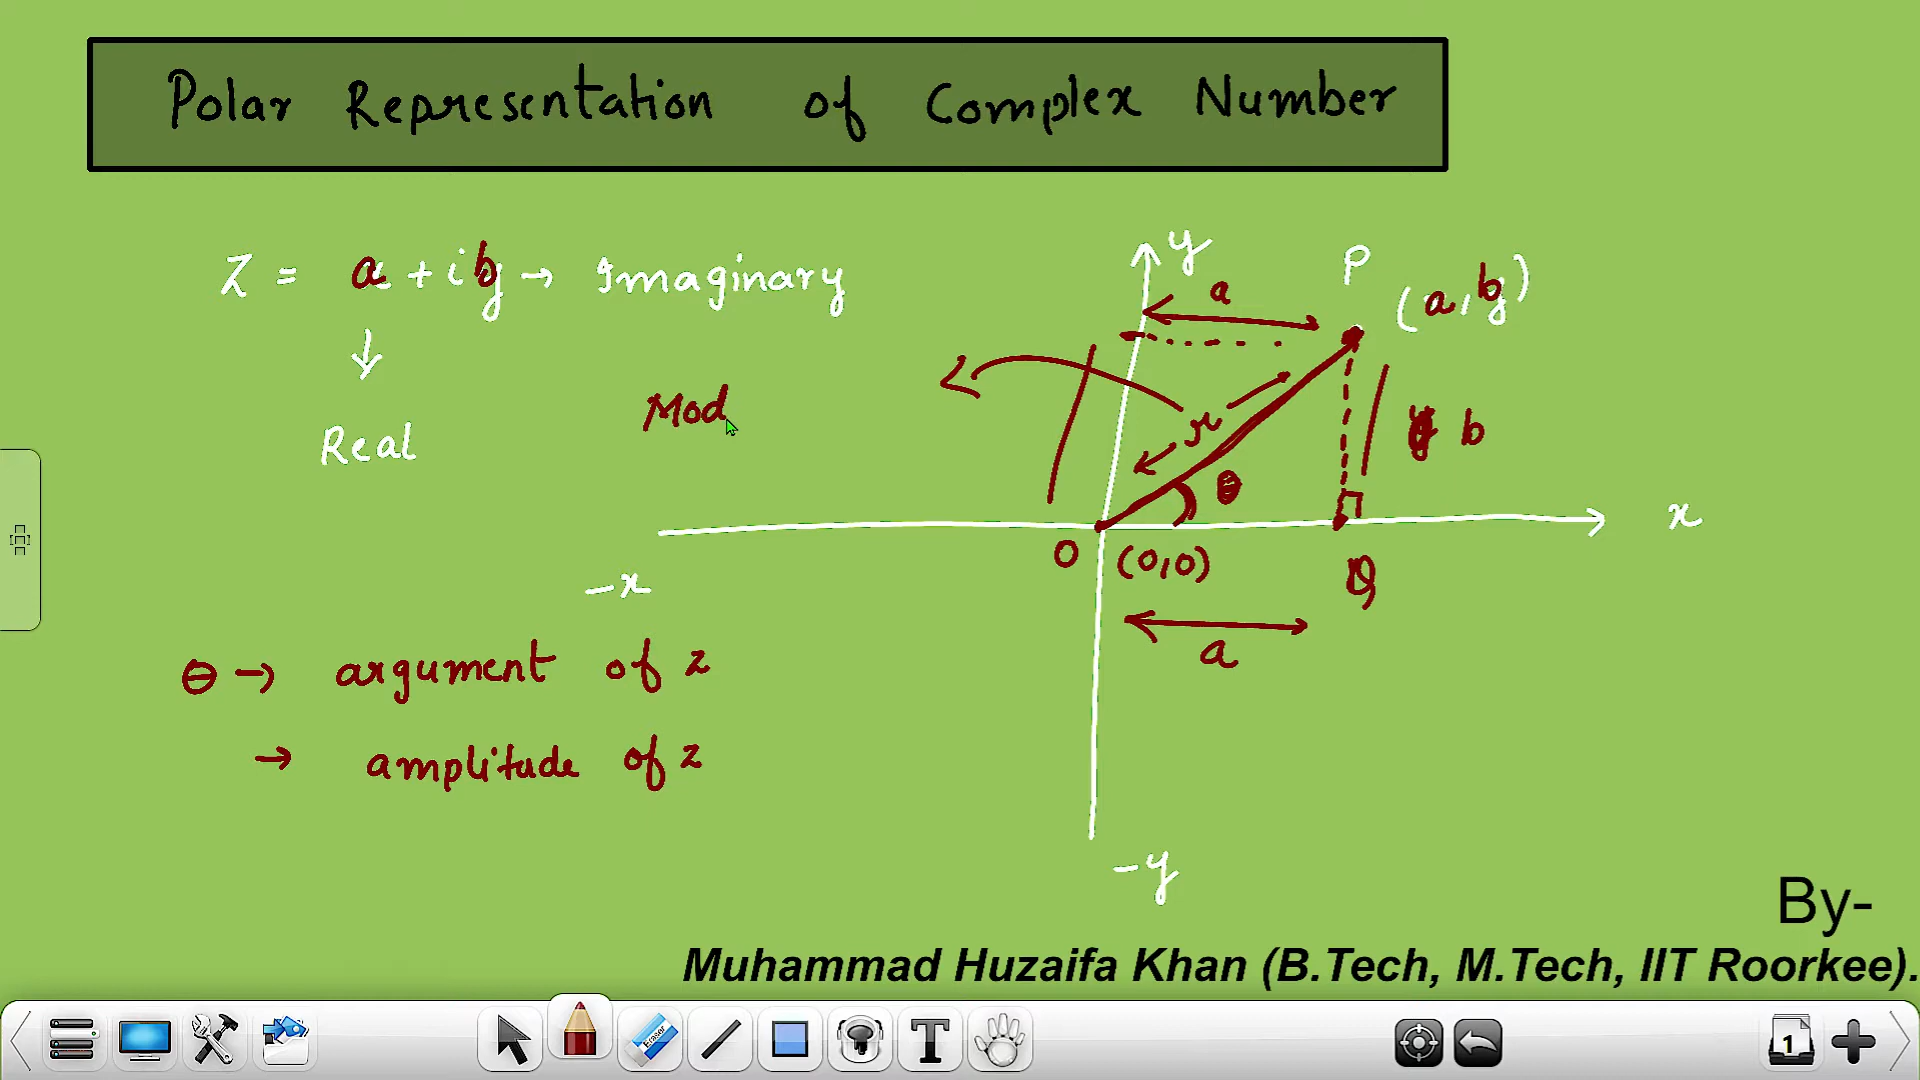 Polar Representation of Complex Number
Z = a + ib → Imaginary
↓
Real
Mod
y
P
(a, b)
a
r
b
θ
x
O (0,0)
Q
-x
a
θ → argument of z
→ amplitude of z
-y
By-
Muhammad Huzaifa Khan (B.Tech, M.Tech, IIT Roorkee).
Eraser
T
1